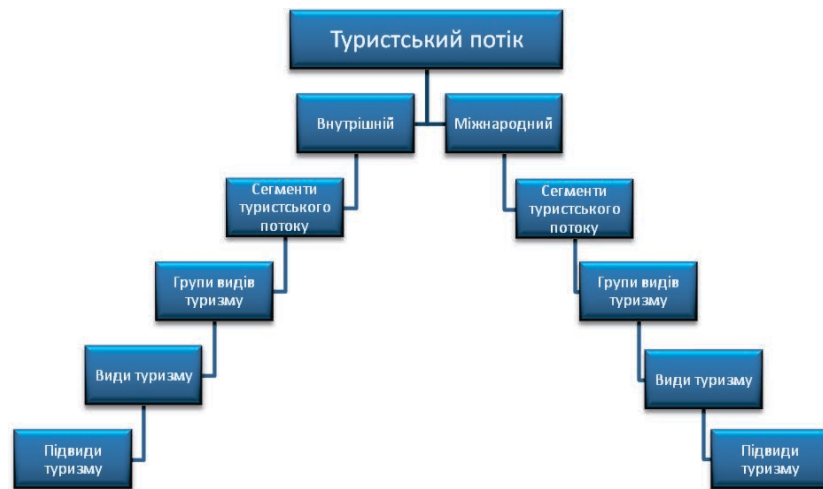 Туристський потік
Внутрішній
Міжнародний
Сегменти
туристського
потоку
Сегменти
туристського
потоку
Групи видів
туризму
Групи видів
туризму
Види туризму
Види туризму
Підвиди
туризму
Підвиди
туризму